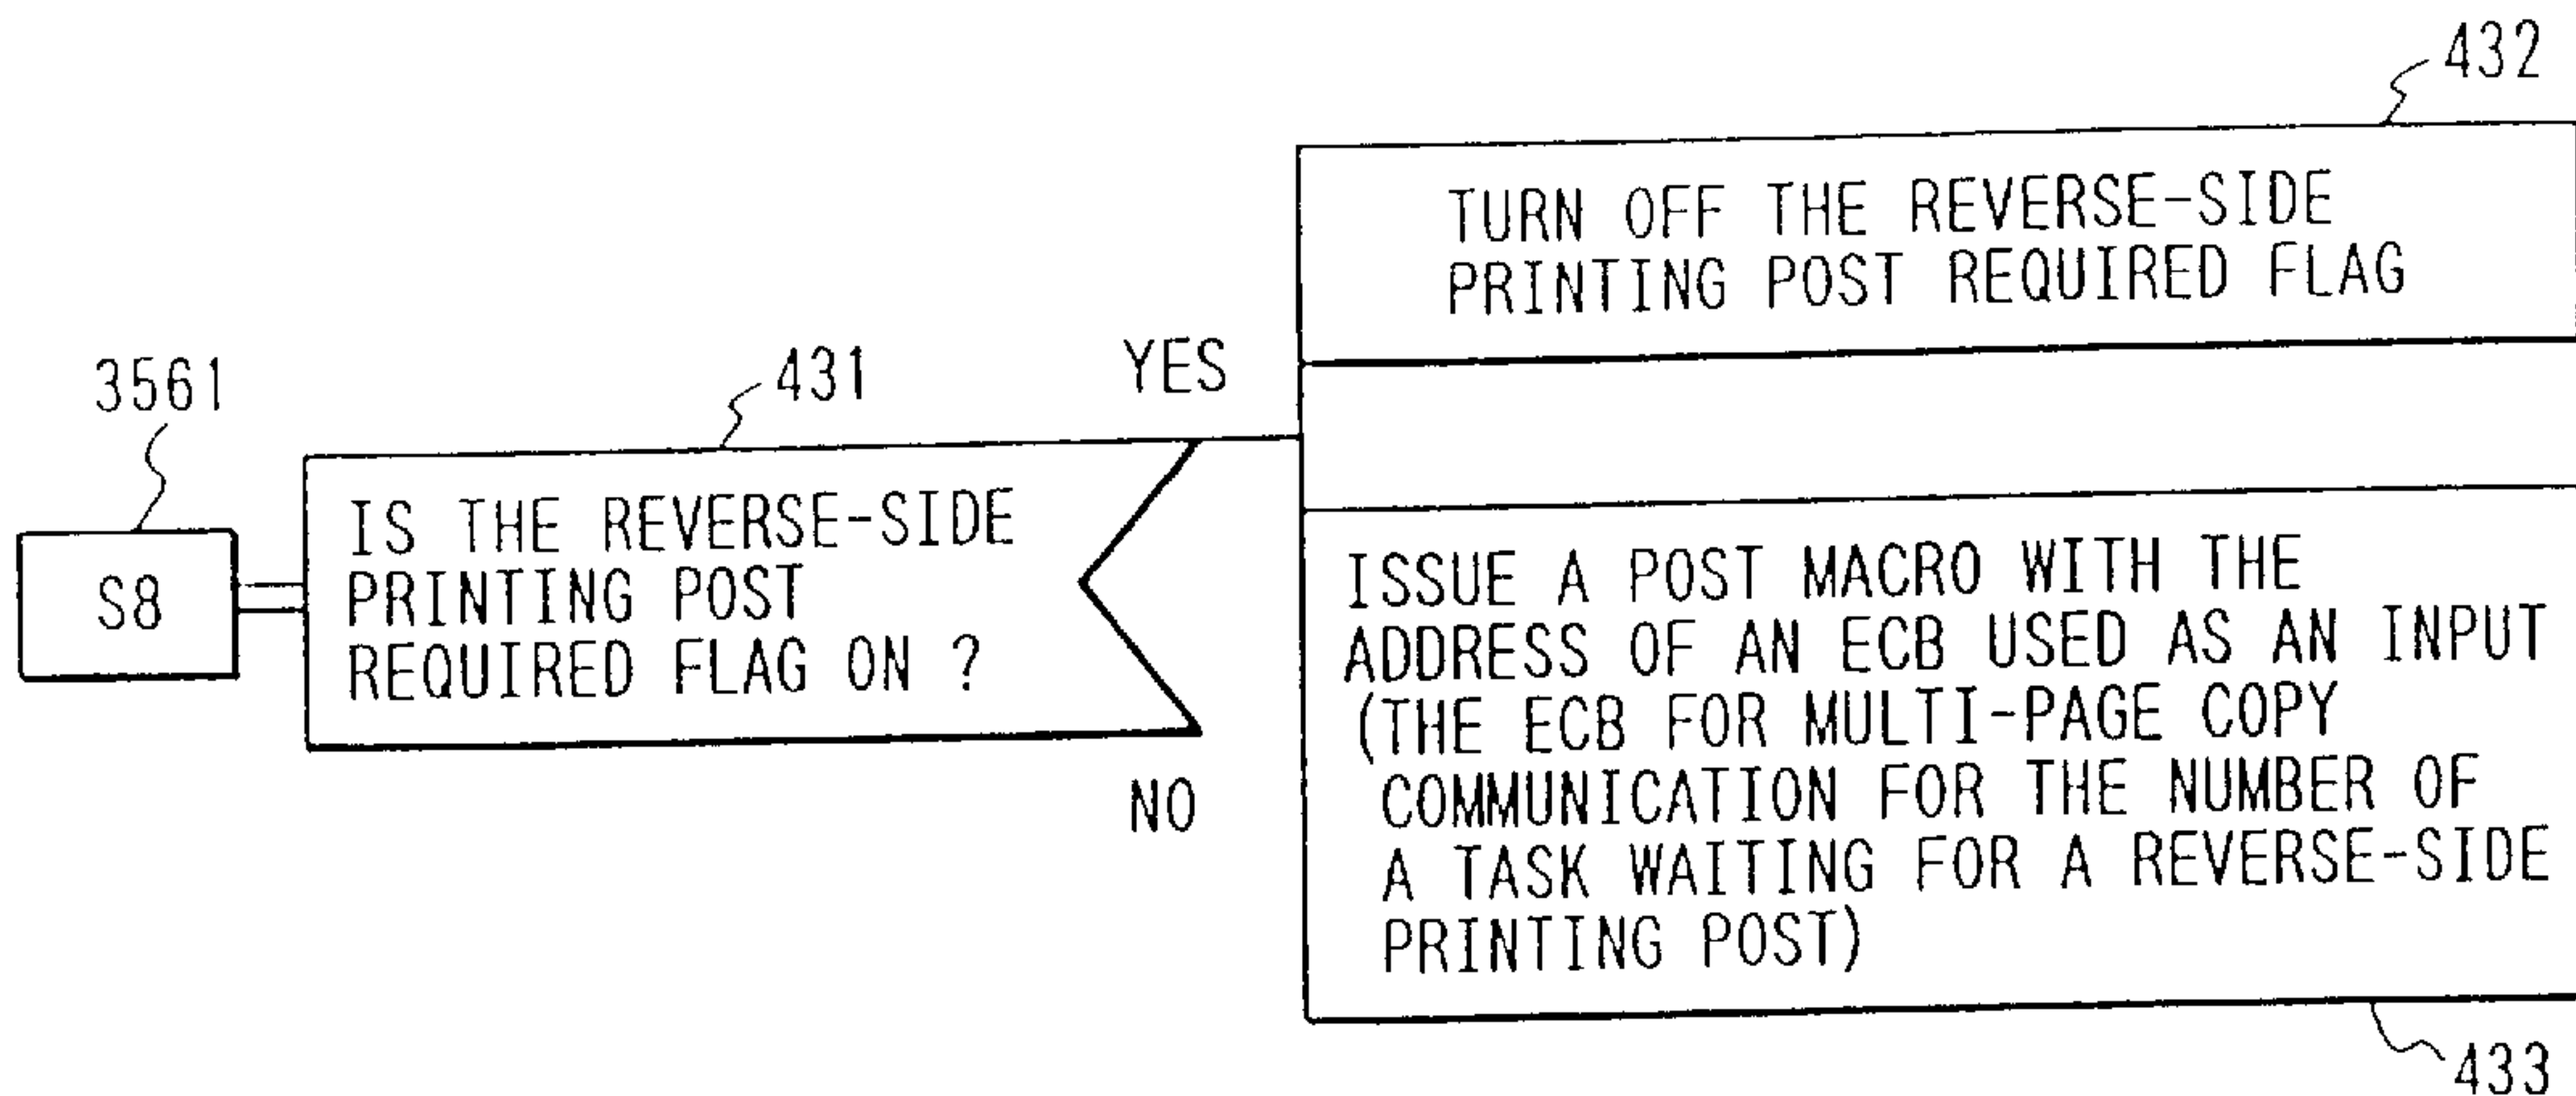 432
TURN OFF THE REVERSE-SIDE
PRINTING POST REQUIRED FLAG
YES
431
3561
S8
IS THE REVERSE-SIDE
PRINTING POST
REQUIRED FLAG ON ?
NO
ISSUE A POST MACRO WITH THE
ADDRESS OF AN ECB USED AS AN INPUT
(THE ECB FOR MULTI-PAGE COPY
COMMUNICATION FOR THE NUMBER OF
A TASK WAITING FOR A REVERSE-SIDE
PRINTING POST)
433